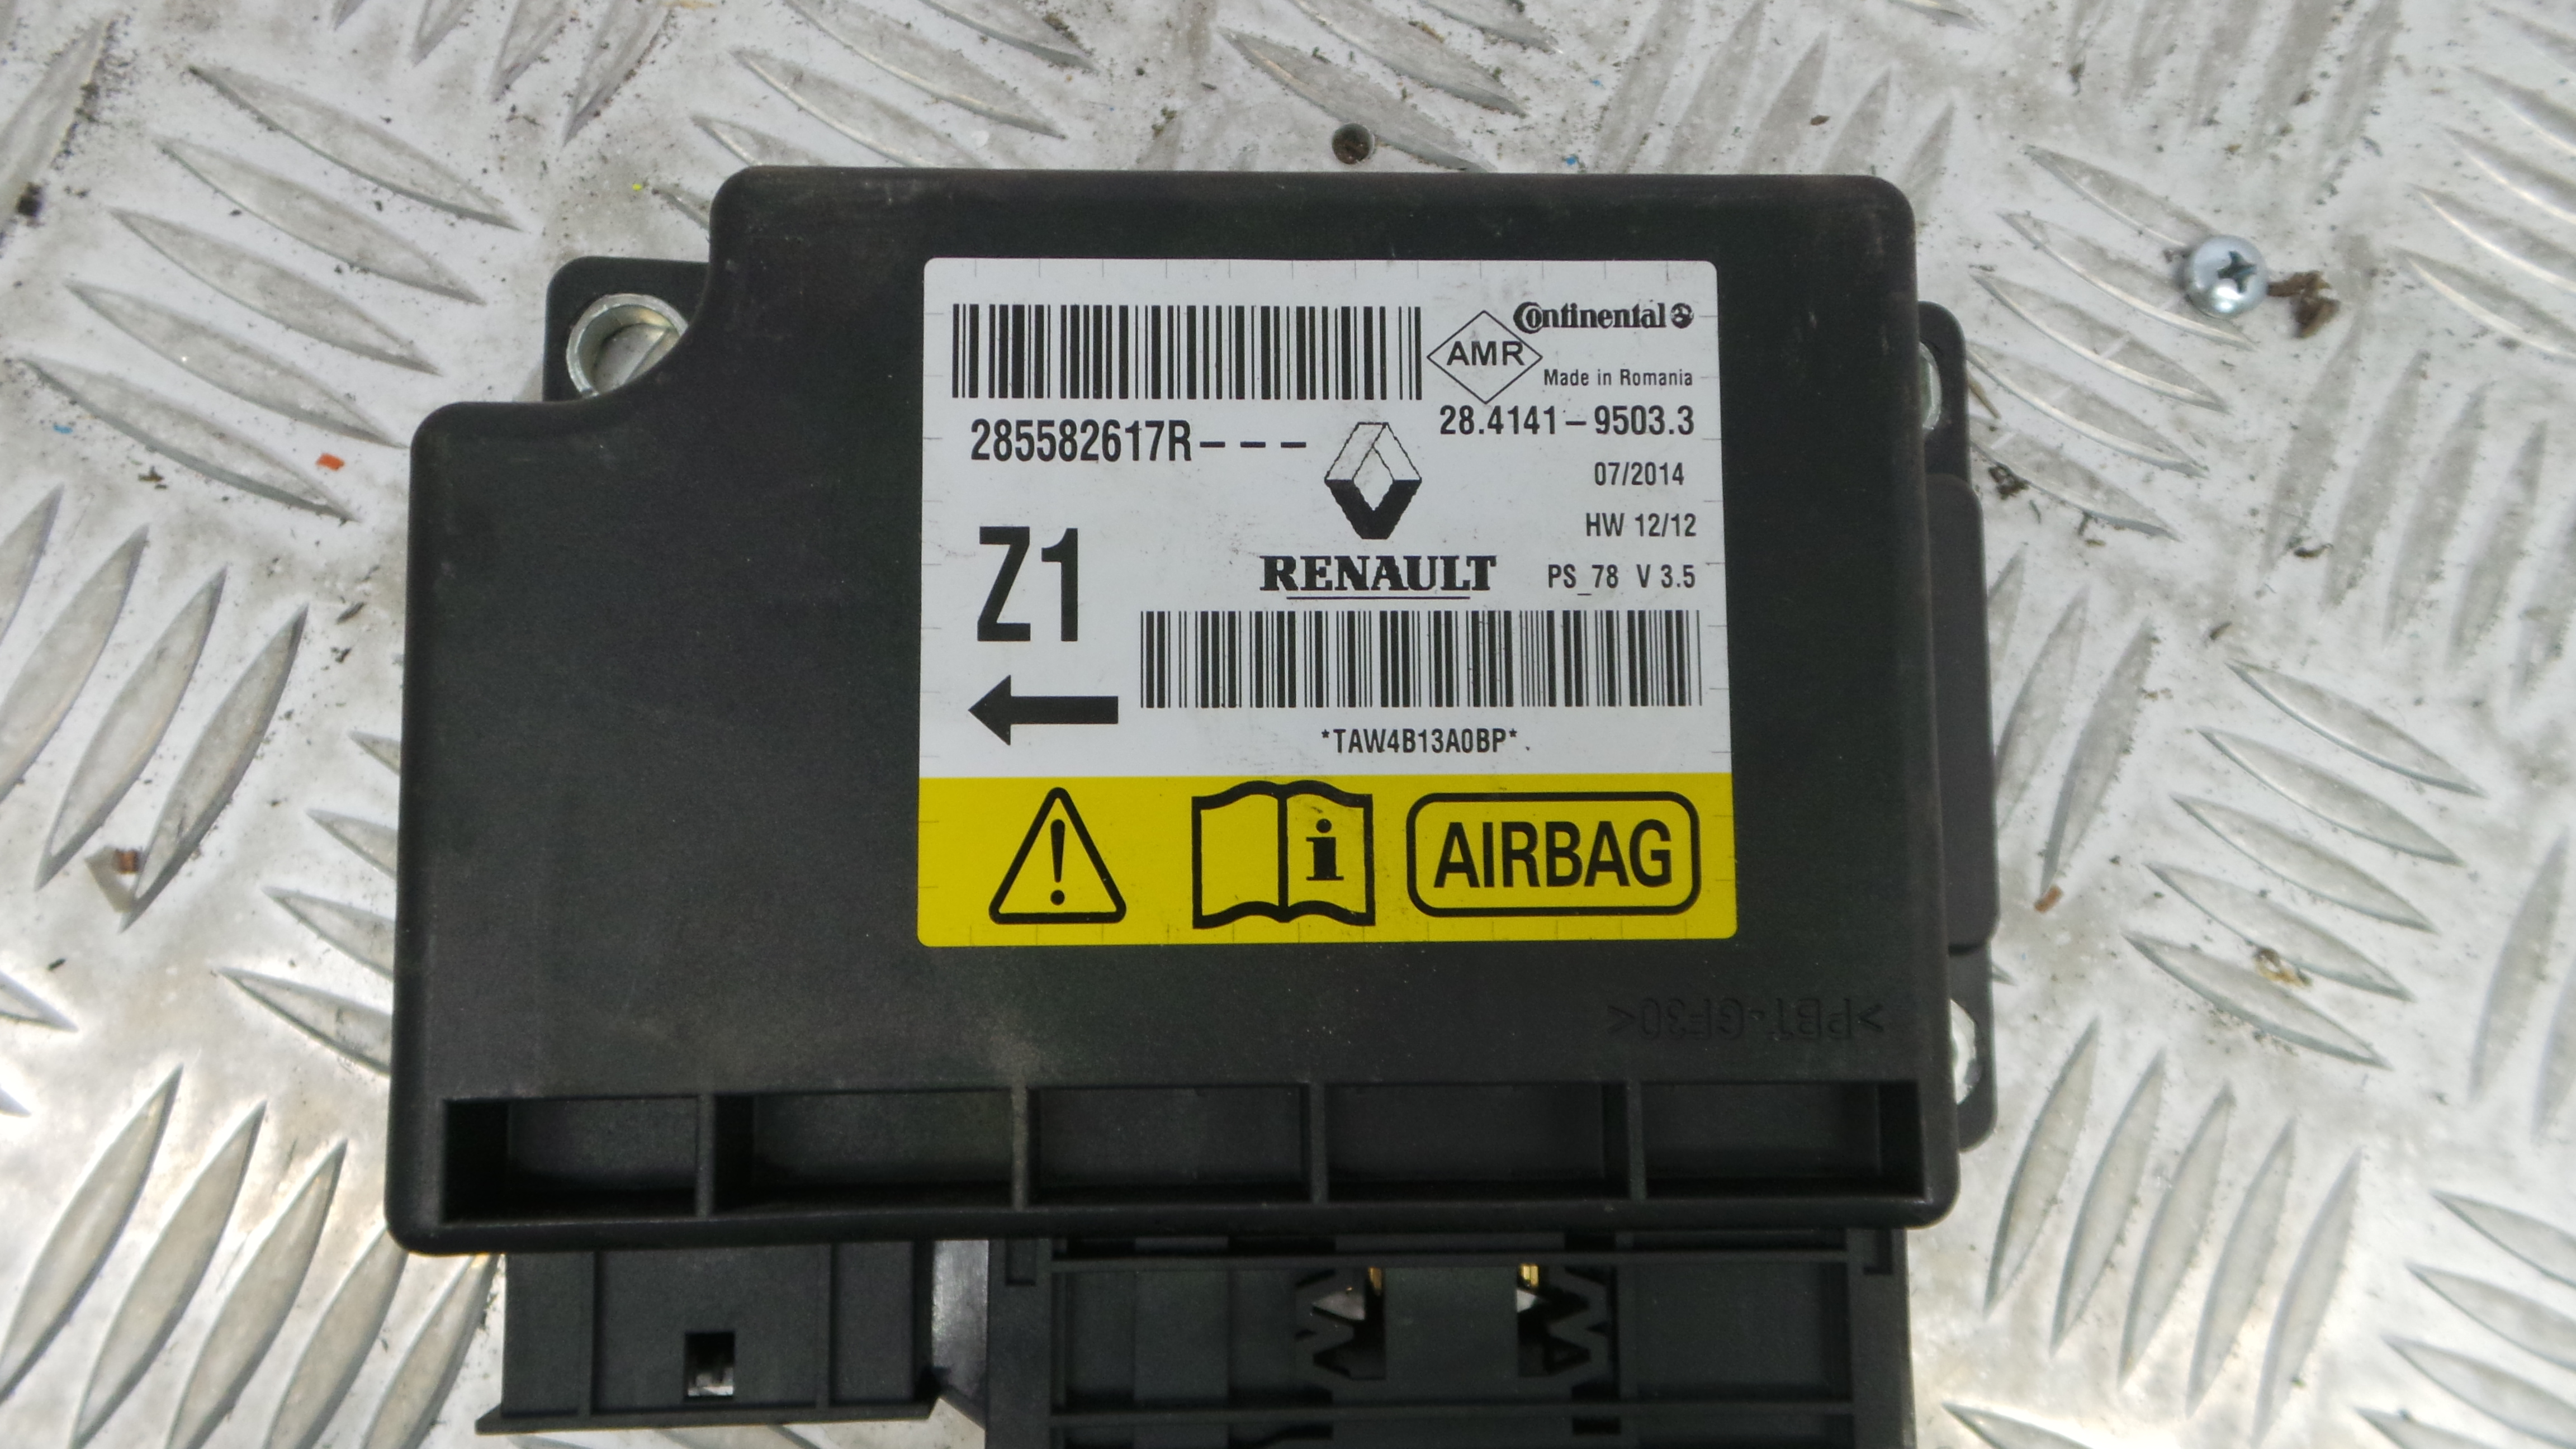 Continental
AMR
Made in Romania
285582617R---
28.4141-9503.3
07/2014
HW 12/12
Z1
RENAULT
PS_78 V 3.5
*TAW4B13A0BP*
i
AIRBAG
>PBT-GF30<